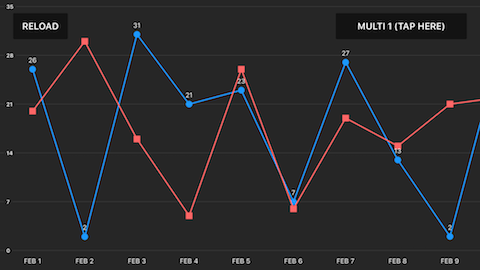 35
RELOAD
MULTI 1 (TAP HERE)
31
28
26
27
21
21
23
14
13
7
7
2
2
0
FEB 1
FEB 2
FEB 3
FEB 4
FEB 5
FEB 6
FEB 7
FEB 8
FEB 9